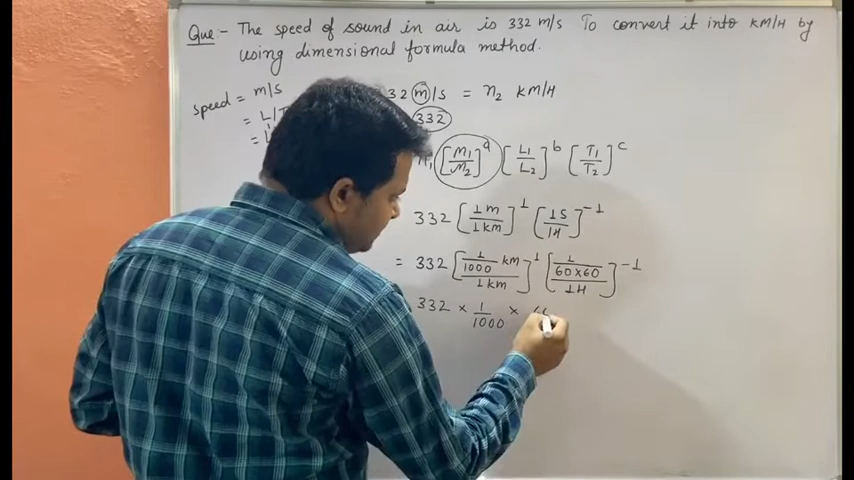 Que:- The speed of sound in air is 332 m/s To convert it into KM/H by
using dimensional formula method.
speed = m/s
32 m/s = n2 KM/H
= L/T
332
= L
n1 [M1/M2]^a [L1/L2]^b [T1/T2]^c
332 [1m/1km]^1 [1s/1H]^-1
= 332 [1/1000 km/1km]^1 [1/60x60/1H]^-1
332 × 1/1000 ×